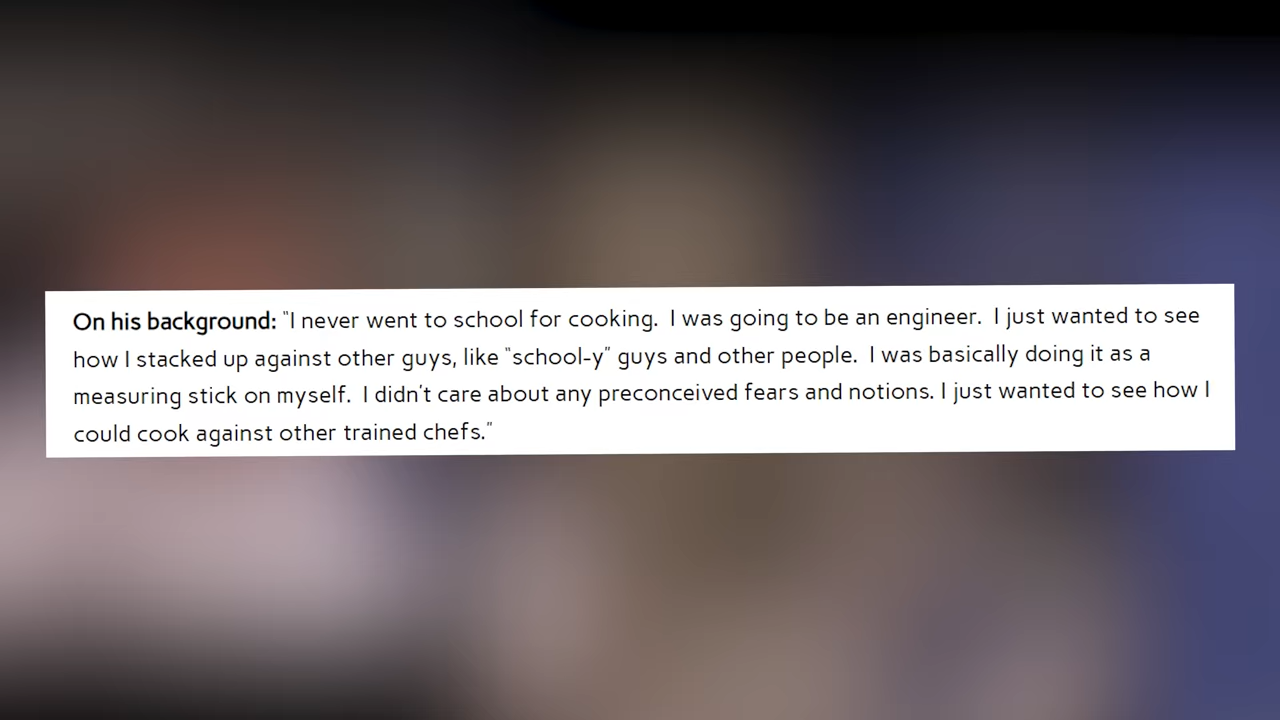 On his background: “I never went to school for cooking.  I was going to be an engineer.  I just wanted to see
how I stacked up against other guys, like “school-y” guys and other people.  I was basically doing it as a
measuring stick on myself.  I didn’t care about any preconceived fears and notions. I just wanted to see how I
could cook against other trained chefs.”